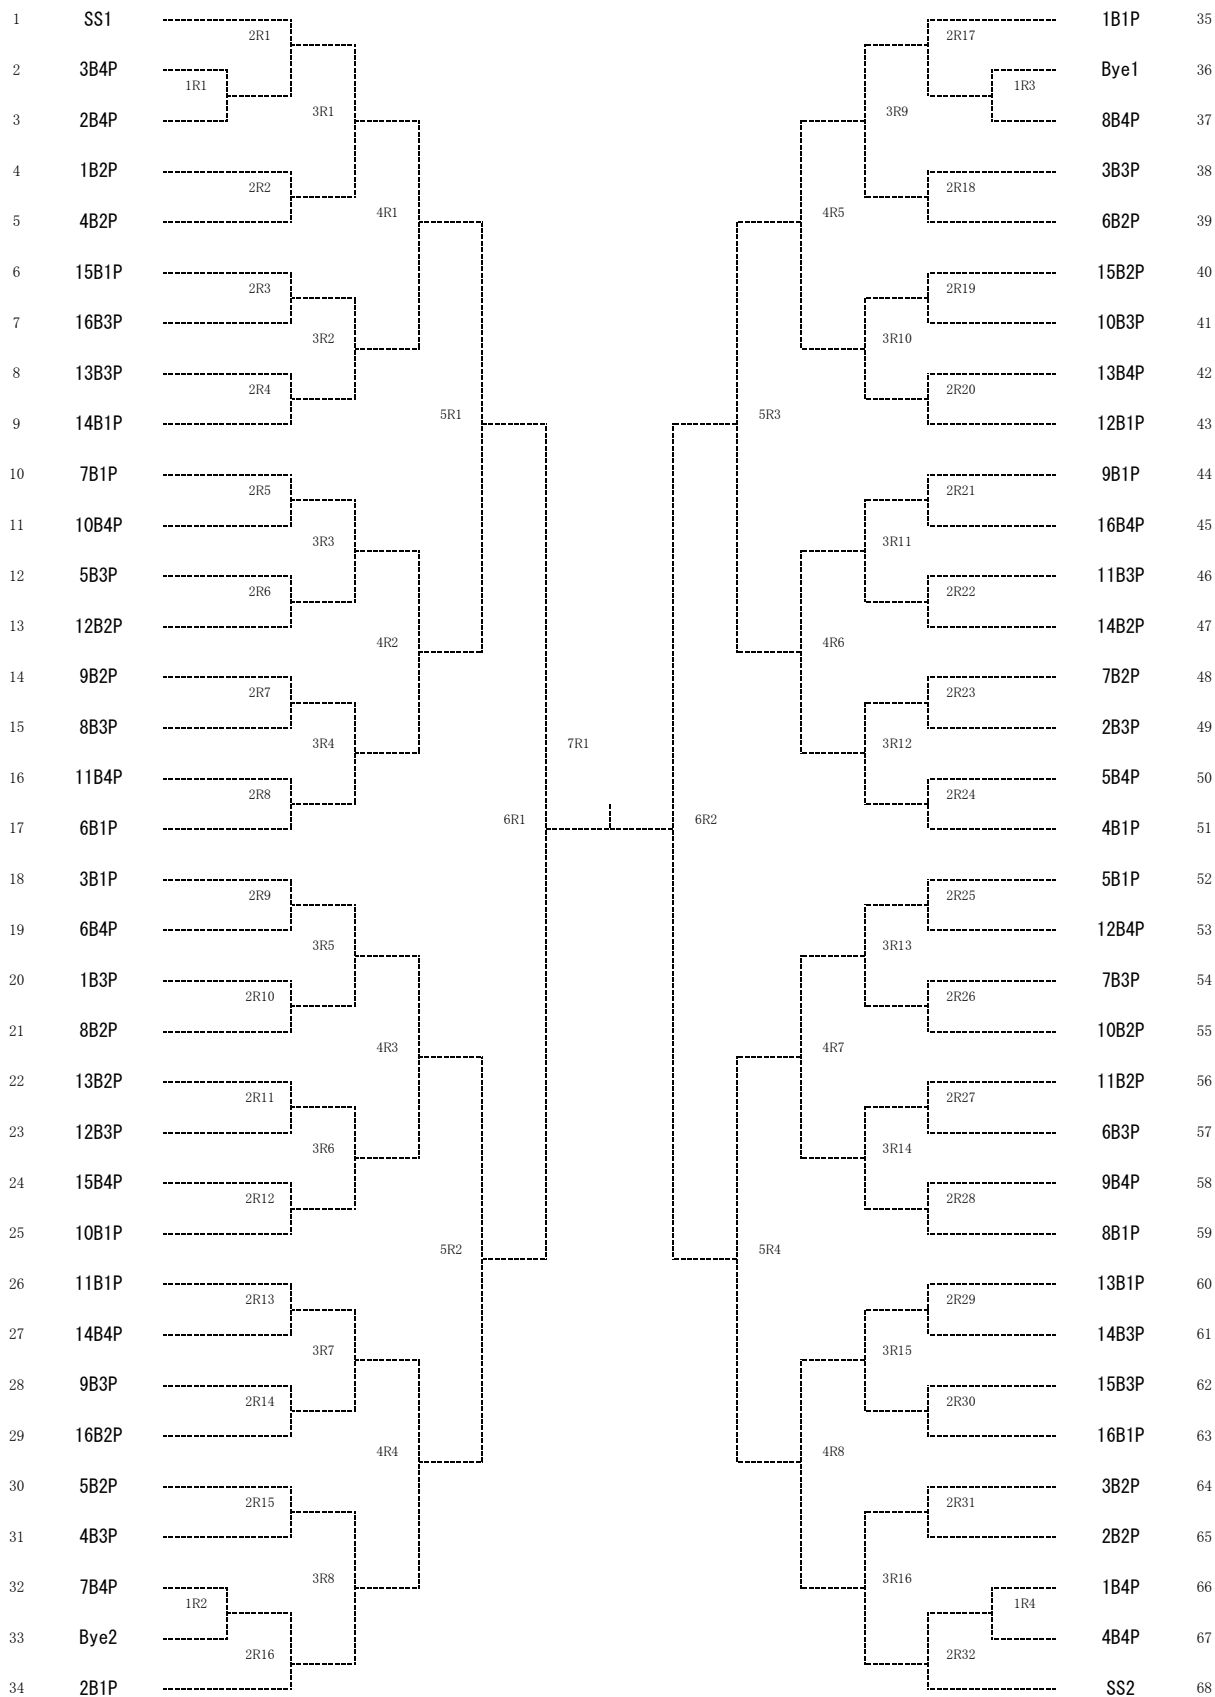 1 SS1 1B1P 35
2R1 2R17
2 3B4P Bye1 36
1R1 1R3
3R1 3R9
3 2B4P 8B4P 37
4 1B2P 3B3P 38
2R2 2R18
4R1 4R5
5 4B2P 6B2P 39
6 15B1P 15B2P 40
2R3 2R19
7 16B3P 10B3P 41
3R2 3R10
8 13B3P 13B4P 42
2R4 2R20
5R1 5R3
9 14B1P 12B1P 43
10 7B1P 9B1P 44
2R5 2R21
11 10B4P 16B4P 45
3R3 3R11
12 5B3P 11B3P 46
2R6 2R22
13 12B2P 14B2P 47
4R2 4R6
14 9B2P 7B2P 48
2R7 2R23
15 8B3P 2B3P 49
3R4 7R1 3R12
16 11B4P 5B4P 50
2R8 2R24
6R1 6R2
17 6B1P 4B1P 51
18 3B1P 5B1P 52
2R9 2R25
19 6B4P 12B4P 53
3R5 3R13
20 1B3P 7B3P 54
2R10 2R26
21 8B2P 10B2P 55
4R3 4R7
22 13B2P 11B2P 56
2R11 2R27
23 12B3P 6B3P 57
3R6 3R14
24 15B4P 9B4P 58
2R12 2R28
25 10B1P 8B1P 59
5R2 5R4
26 11B1P 13B1P 60
2R13 2R29
27 14B4P 14B3P 61
3R7 3R15
28 9B3P 15B3P 62
2R14 2R30
29 16B2P 16B1P 63
4R4 4R8
30 5B2P 3B2P 64
2R15 2R31
31 4B3P 2B2P 65
3R8 3R16
32 7B4P 1B4P 66
1R2 1R4
33 Bye2 4B4P 67
2R16 2R32
34 2B1P SS2 68